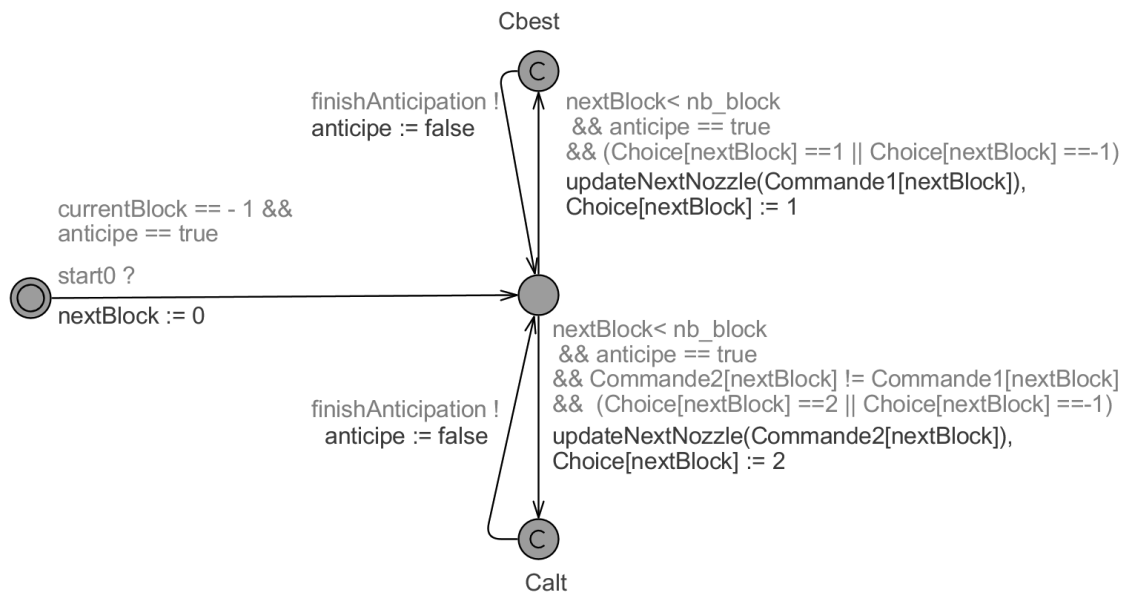 Cbest
C
finishAnticipation !
anticipe := false
nextBlock< nb_block
&& anticipe == true
&& (Choice[nextBlock] ==1 || Choice[nextBlock] ==-1)
updateNextNozzle(Commande1[nextBlock]),
Choice[nextBlock] := 1
currentBlock == - 1 &&
anticipe == true
start0 ?
nextBlock := 0
nextBlock< nb_block
&& anticipe == true
&& Commande2[nextBlock] != Commande1[nextBlock]
&& (Choice[nextBlock] ==2 || Choice[nextBlock] ==-1)
updateNextNozzle(Commande2[nextBlock]),
Choice[nextBlock] := 2
finishAnticipation !
anticipe := false
C
Calt